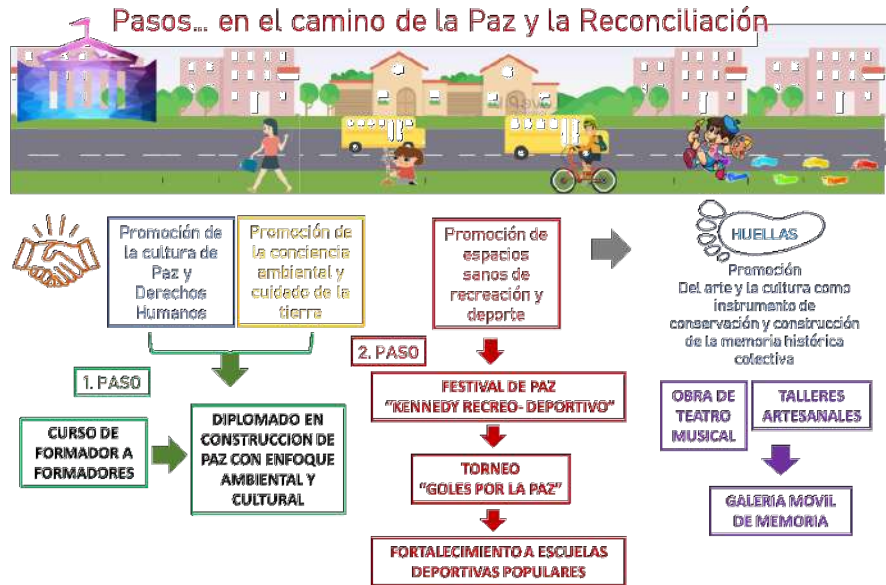 Pasos... en el camino de la Paz y la Reconciliación
Promoción de
la cultura de
Paz y
Derechos
Humanos
Promoción de
la conciencia
ambiental y
cuidado de la
tierra
Promoción de
espacios
sanos de
recreación y
deporte
HUELLAS
Promoción
Del arte y la cultura como
instrumento de
conservación y construcción
de la memoria histórica
colectiva
1. PASO
2. PASO
CURSO DE
FORMADOR A
FORMADORES
DIPLOMADO EN
CONSTRUCCION DE
PAZ CON ENFOQUE
AMBIENTAL Y
CULTURAL
FESTIVAL DE PAZ
"KENNEDY RECREO- DEPORTIVO"
TORNEO
"GOLES POR LA PAZ"
FORTALECIMIENTO A ESCUELAS
DEPORTIVAS POPULARES
OBRA DE
TEATRO
MUSICAL
TALLERES
ARTESANALES
GALERIA MOVIL
DE MEMORIA